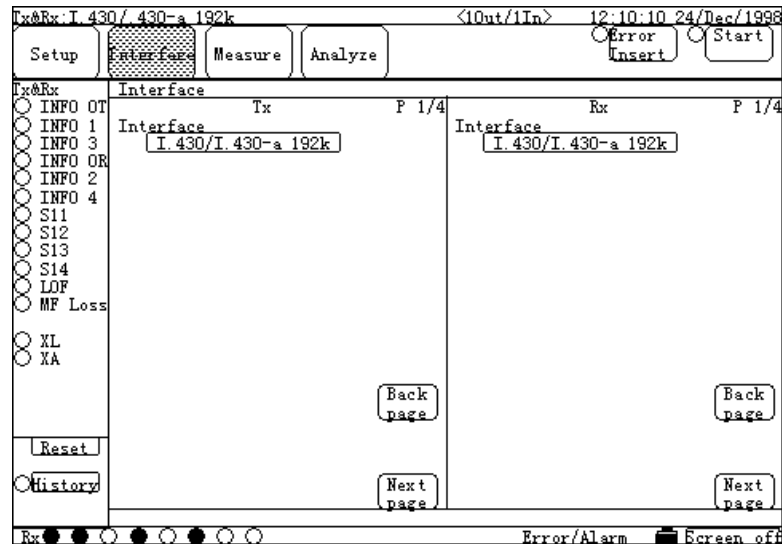 Tx&Rx:I.430/.430-a 192k <1Out/1In> 12:10:10 24/Dec/1998
Setup Interface Measure Analyze Error Insert Start
Tx&Rx Interface
INFO OT Tx P 1/4 Rx P 1/4
INFO 1 Interface Interface
INFO 3 I.430/I.430-a 192k I.430/I.430-a 192k
INFO OR
INFO 2
INFO 4
S11
S12
S13
S14
LOF
MF Loss
XL
XA
Back page Back page
Reset
History Next page Next page
Rx Error/Alarm Screen off